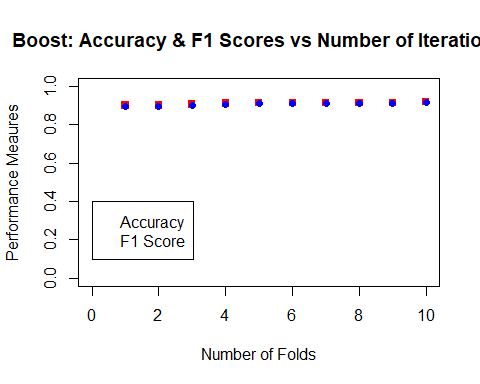 Boost: Accuracy & F1 Scores vs Number of Iteratio
Performance Meaures
1.0
0.8
0.6
0.4
0.2
0.0
Accuracy
F1 Score
0 2 4 6 8 10
Number of Folds